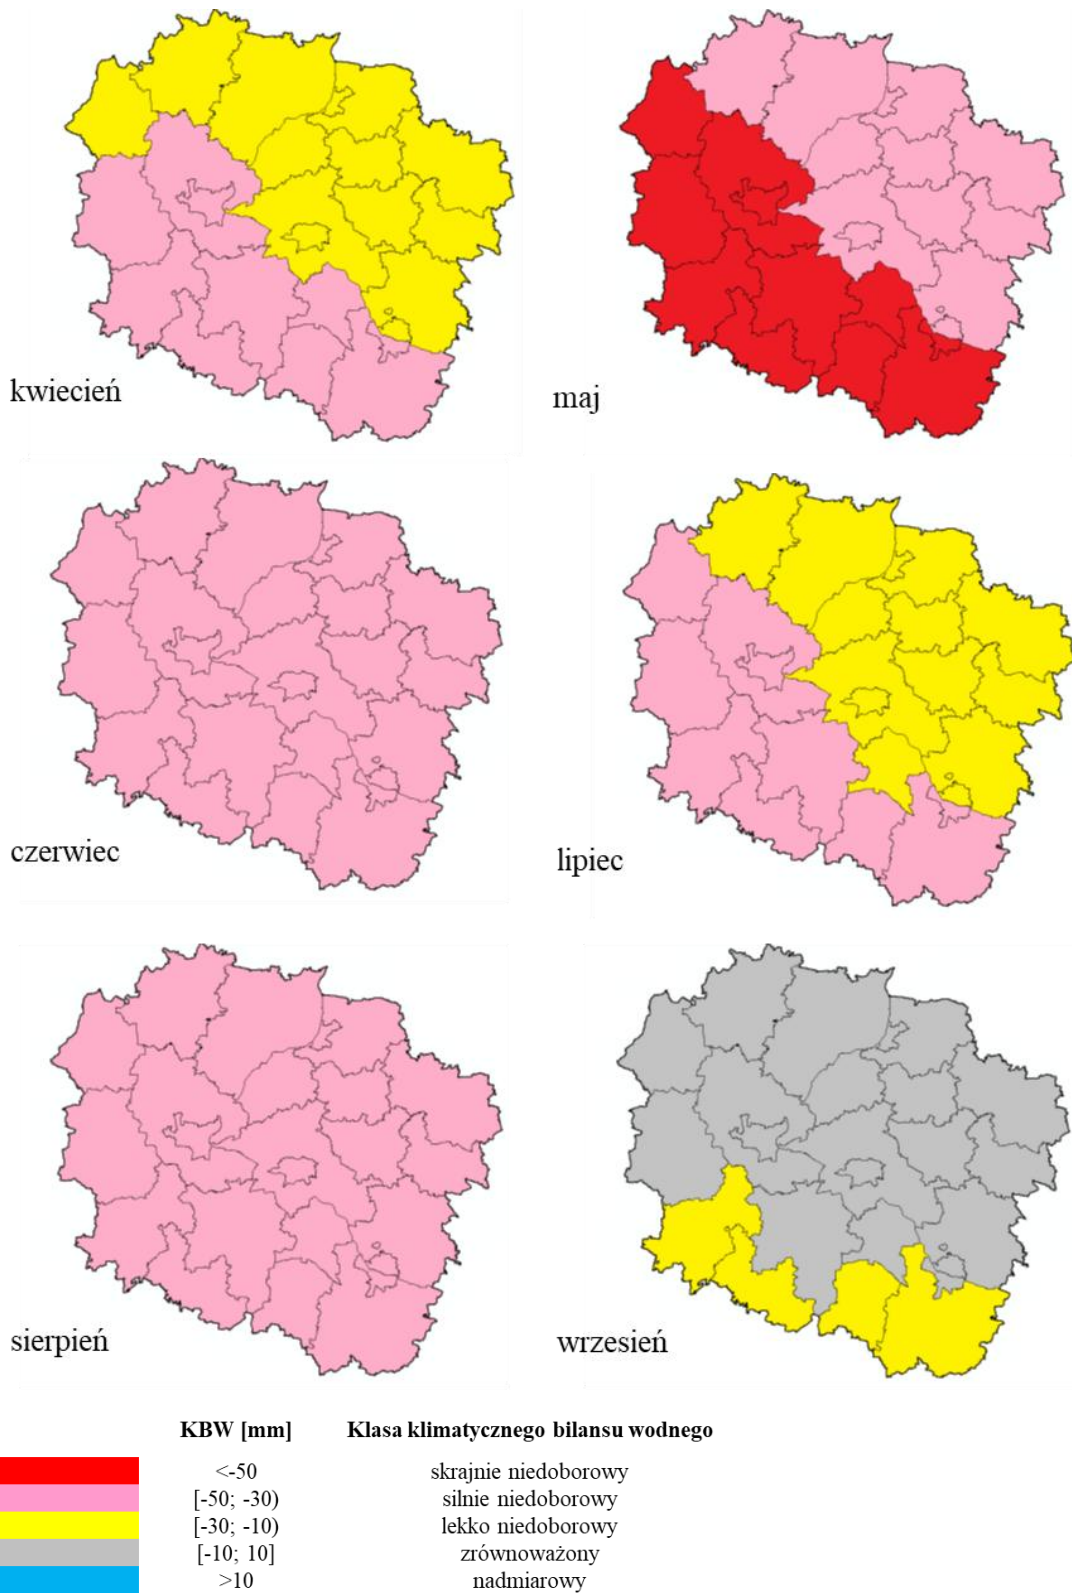 kwiecień
maj
czerwiec
lipiec
sierpień
wrzesień
KBW [mm] Klasa klimatycznego bilansu wodnego
<-50 skrajnie niedoborowy
[-50; -30) silnie niedoborowy
[-30; -10) lekko niedoborowy
[-10; 10] zrównoważony
>10 nadmiarowy